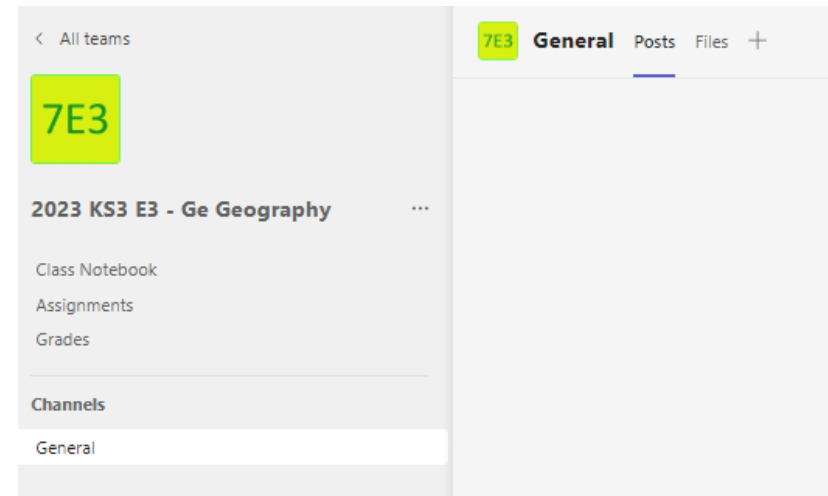 < All teams
7E3
2023 KS3 E3 - Ge Geography ...
Class Notebook
Assignments
Grades
Channels
General
7E3 General Posts Files +